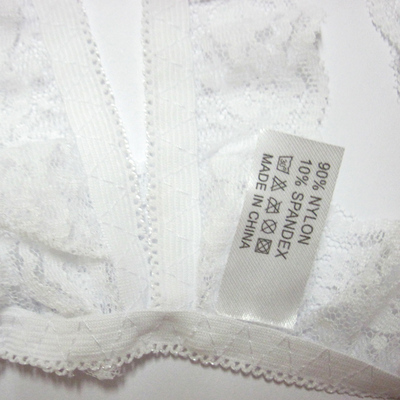 90% NYLON
10% SPANDEX
MADE IN CHINA